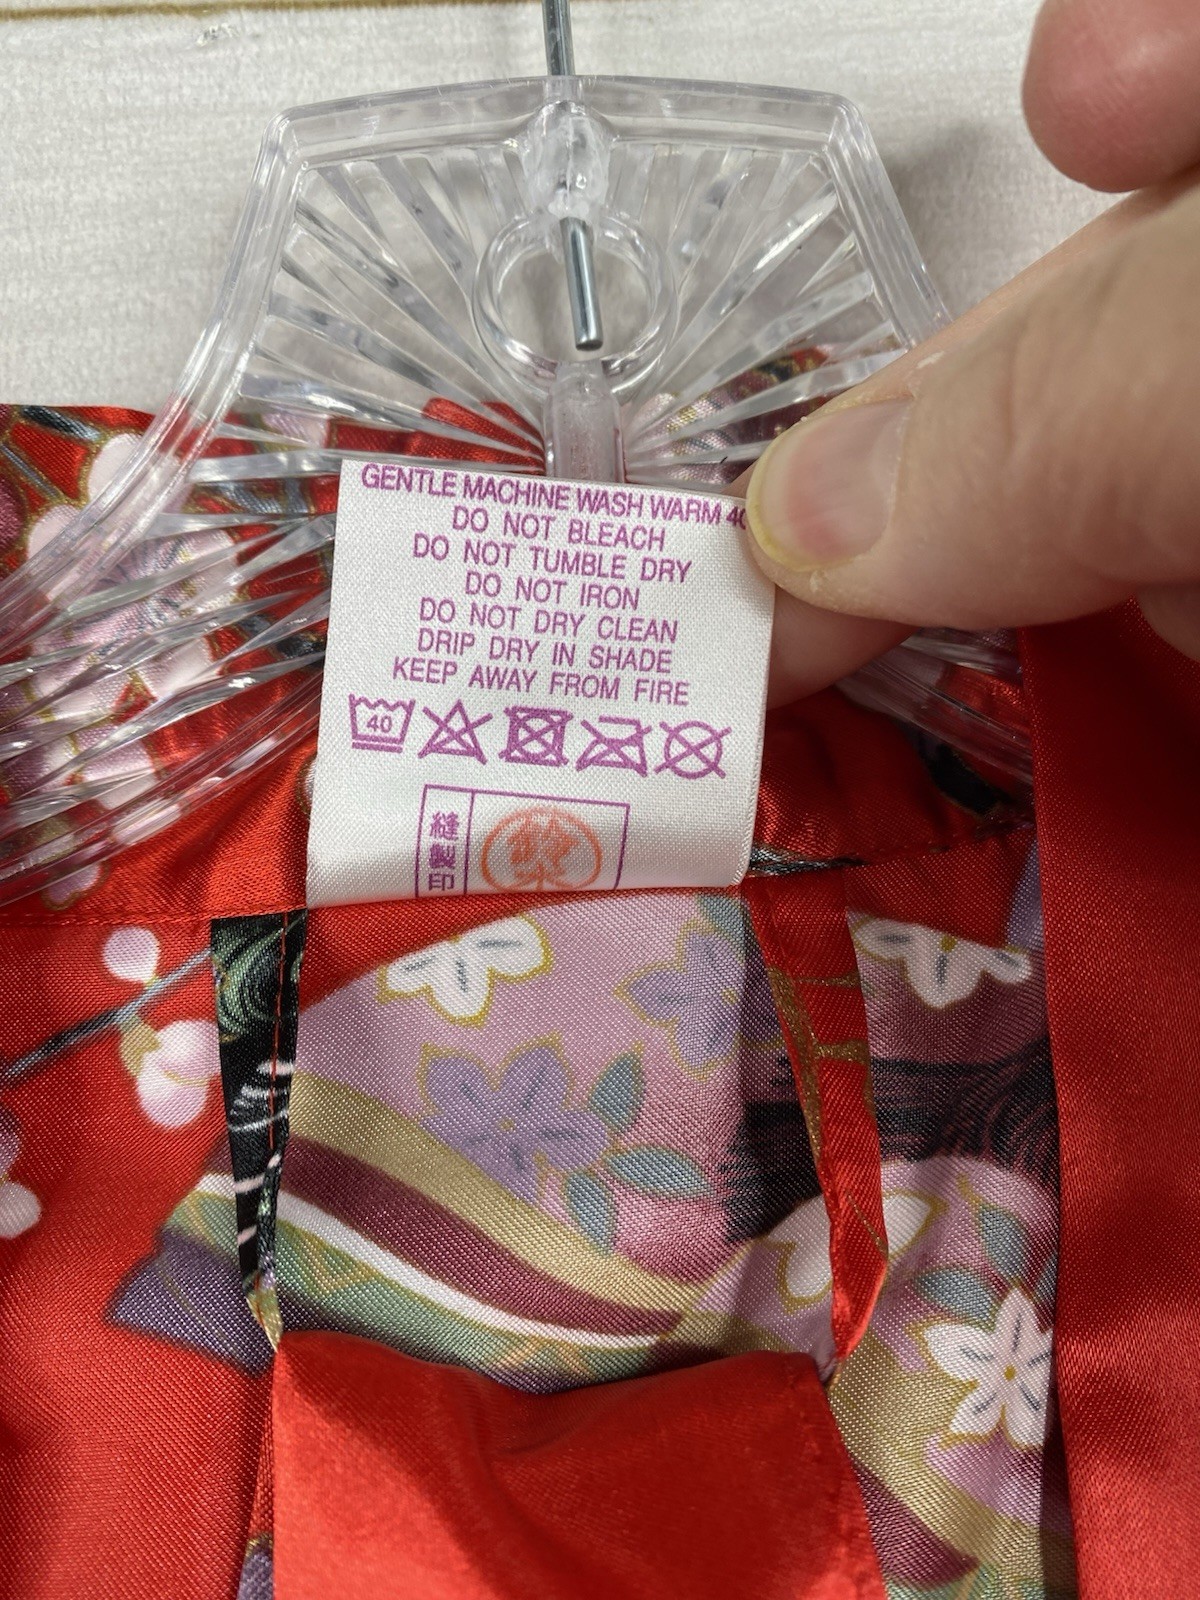 GENTLE MACHINE WASH WARM 40
DO NOT BLEACH
DO NOT TUMBLE DRY
DO NOT IRON
DO NOT DRY CLEAN
DRIP DRY IN SHADE
KEEP AWAY FROM FIRE
40
縫製印